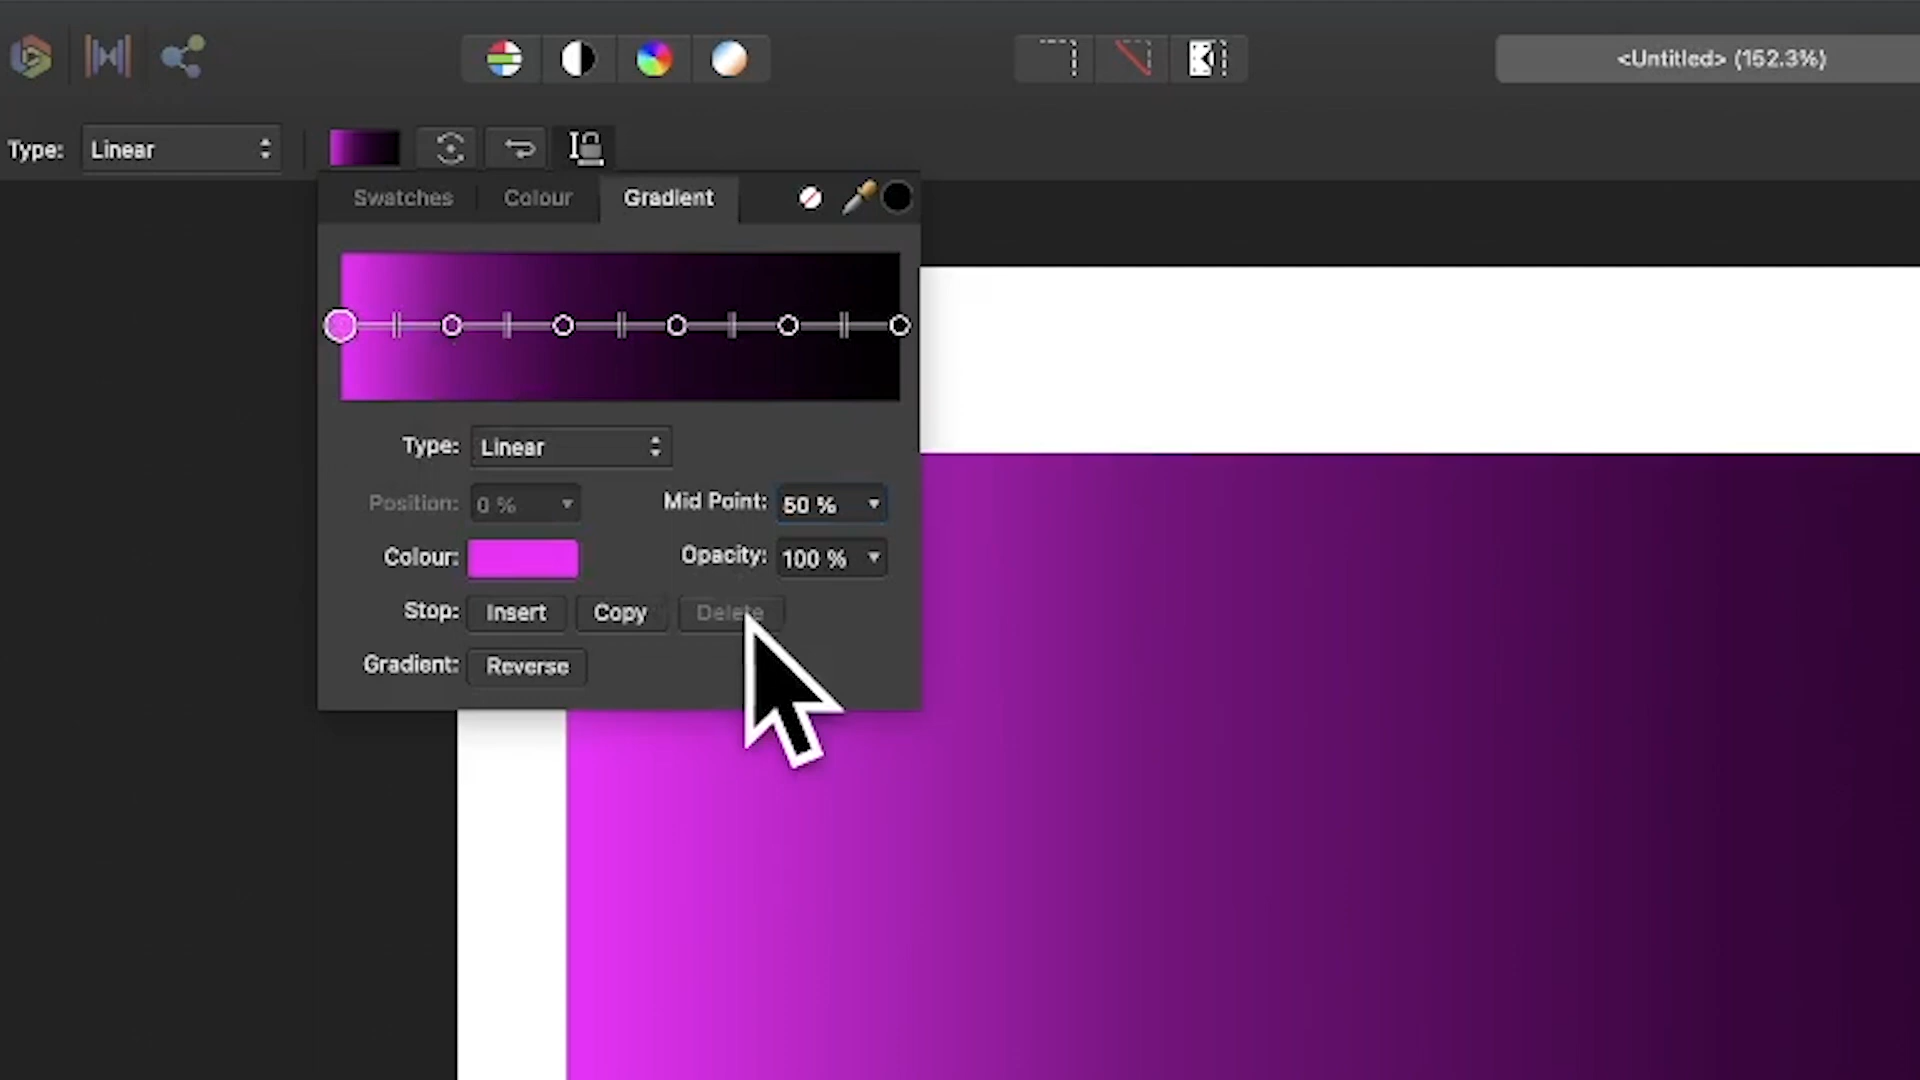 <Untitled> (152.3%)
Type: Linear
Swatches Colour Gradient
Type: Linear
Position: 0 % Mid Point: 50 %
Colour: Opacity: 100 %
Stop: Insert Copy Delete
Gradient: Reverse